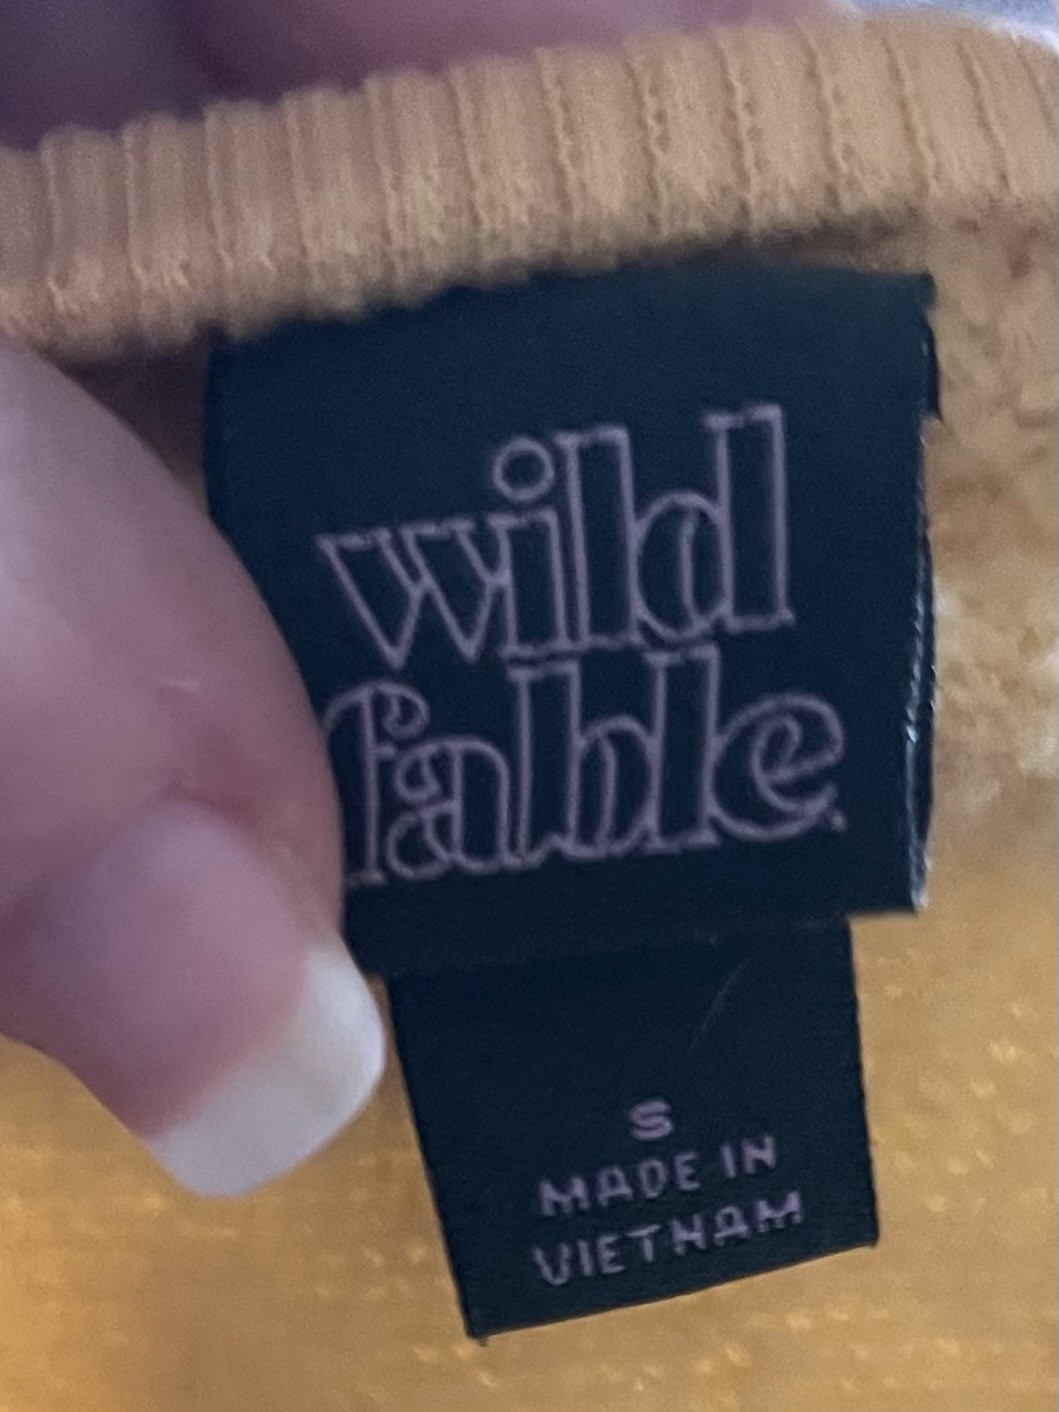 wild
fable.
S
MADE IN
VIETNAM